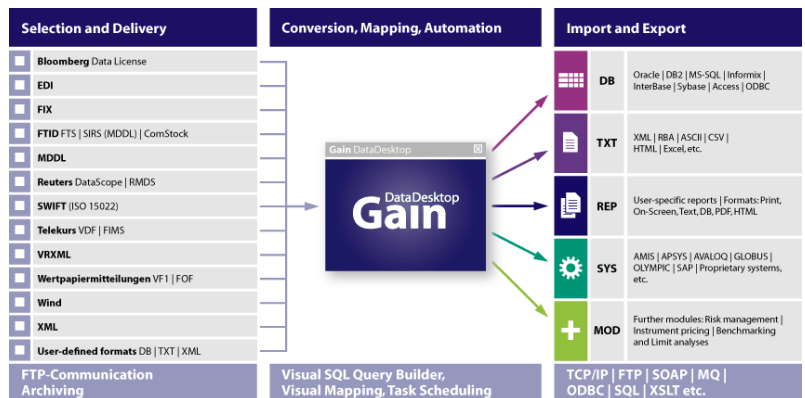 Selection and Delivery
Bloomberg Data License
EDI
FIX
FTID FTS | SIRS (MDDL) | ComStock
MDDL
Reuters DataScope | RMDS
SWIFT (ISO 15022)
Telekurs VDF | FIMS
VRXML
Wertpapiermitteilungen VF1 | FOF
Wind
XML
User-defined formats DB | TXT | XML
FTP-Communication
Archiving
Conversion, Mapping, Automation
Gain DataDesktop
DataDesktop
Gain
Visual SQL Query Builder,
Visual Mapping, Task Scheduling
Import and Export
DB
Oracle | DB2 | MS-SQL | Informix |
InterBase | Sybase | Access | ODBC
TXT
XML | RBA | ASCII | CSV |
HTML | Excel, etc.
REP
User-specific reports | Formats: Print,
On-Screen, Text, DB, PDF, HTML
SYS
AMIS | APSYS | AVALOQ | GLOBUS |
OLYMPIC | SAP | Proprietary systems,
etc.
MOD
Further modules: Risk management |
Instrument pricing | Benchmarking
and Limit analyses
TCP/IP | FTP | SOAP | MQ |
ODBC | SQL | XSLT etc.